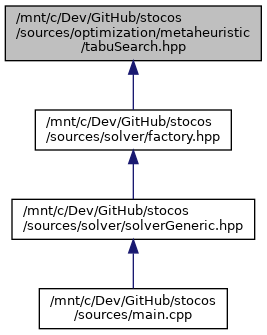 /mnt/c/Dev/GitHub/stocos
/sources/optimization/metaheuristic
/tabuSearch.hpp
/mnt/c/Dev/GitHub/stocos
/sources/solver/factory.hpp
/mnt/c/Dev/GitHub/stocos
/sources/solver/solverGeneric.hpp
/mnt/c/Dev/GitHub/stocos
/sources/main.cpp